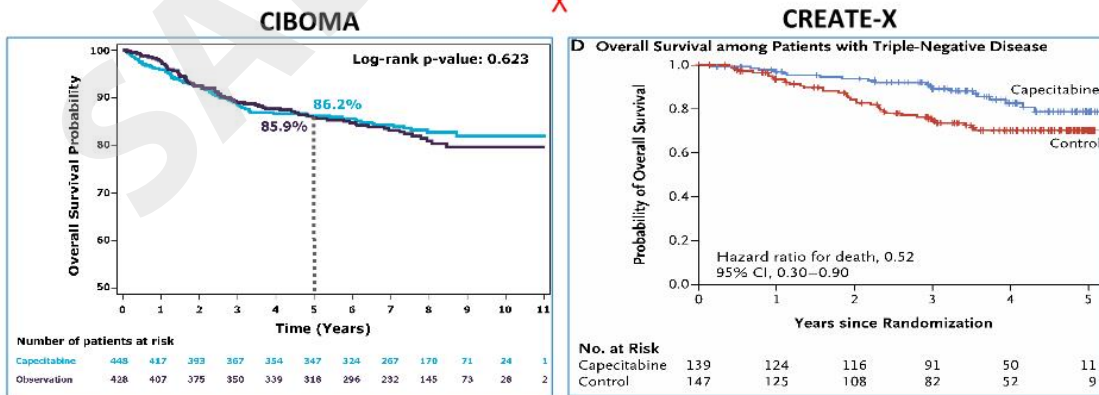 CIBOMA
Log-rank p-value: 0.623
Overall Survival Probability
100
90
80
70
60
50
86.2%
85.9%
0 1 2 3 4 5 6 7 8 9 10 11
Time (Years)
Number of patients at risk
Capecitabine 448 417 393 367 354 347 324 267 170 71 24 1
Observation 428 407 375 350 339 318 296 232 145 73 28 2
X
CREATE-X
D Overall Survival among Patients with Triple-Negative Disease
Probability of Overall Survival
1.0
0.8
0.6
0.4
0.2
0.0
Capecitabine
Control
Hazard ratio for death, 0.52
95% CI, 0.30–0.90
0 1 2 3 4 5
Years since Randomization
No. at Risk
Capecitabine 139 124 116 91 50 11
Control 147 125 108 82 52 9